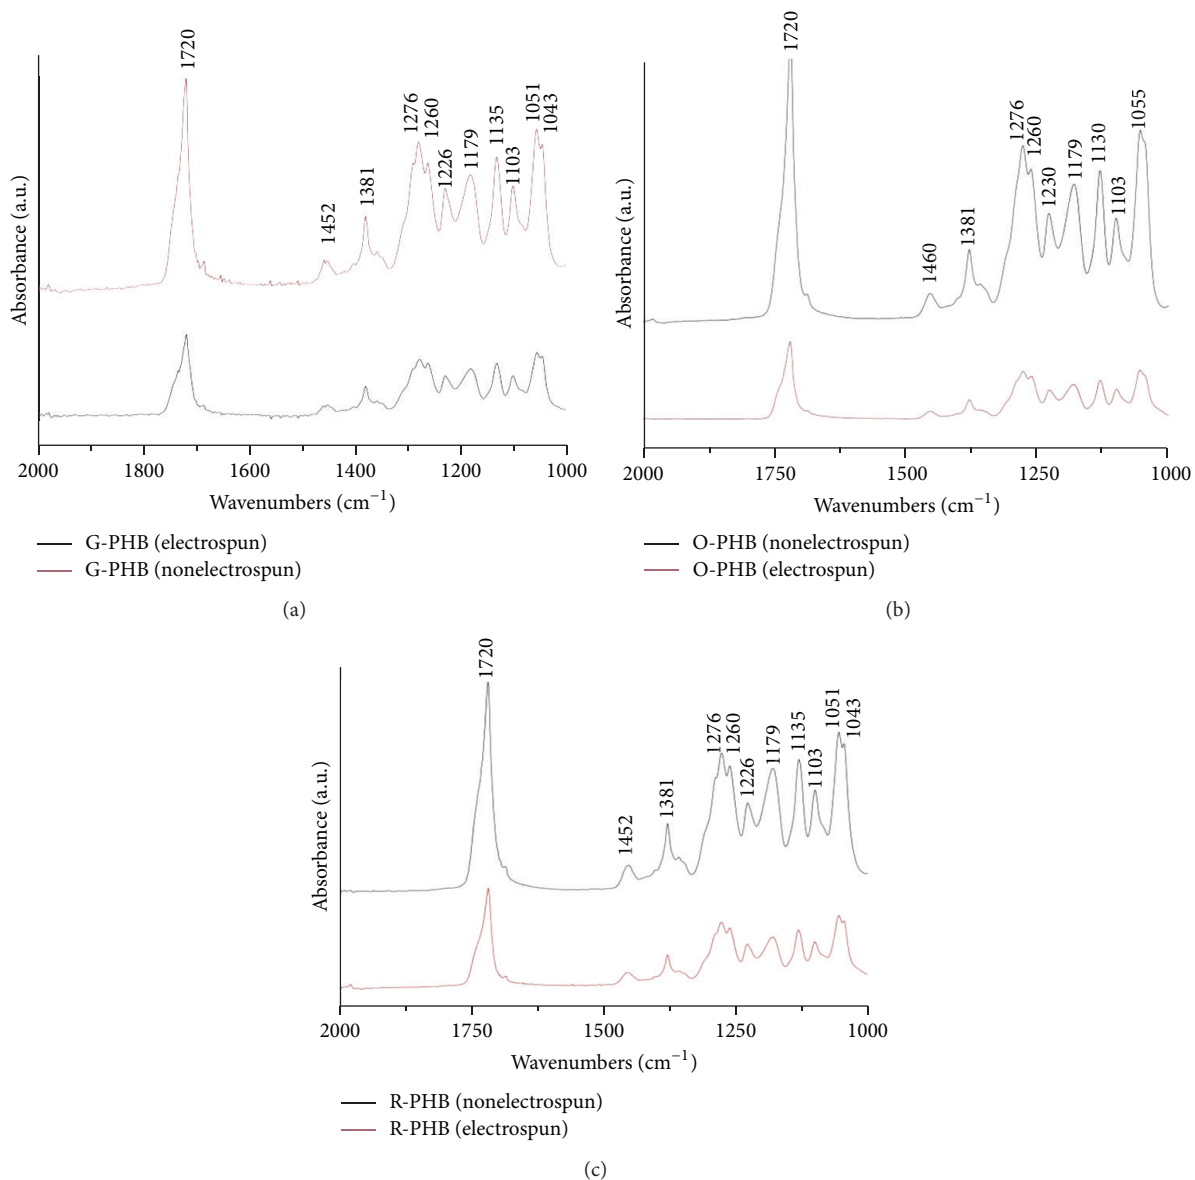 1720
1452
1381
1276
1260
1226
1179
1135
1103
1051
1043
Absorbance (a.u.)
2000 1800 1600 1400 1200 1000
Wavenumbers (cm⁻¹)
G-PHB (electrospun)
G-PHB (nonelectrospun)
(a)
1720
1460
1381
1276
1260
1230
1179
1130
1103
1055
Absorbance (a.u.)
2000 1750 1500 1250 1000
Wavenumbers (cm⁻¹)
O-PHB (nonelectrospun)
O-PHB (electrospun)
(b)
1720
1452
1381
1276
1260
1226
1179
1135
1103
1051
1043
Absorbance (a.u.)
2000 1750 1500 1250 1000
Wavenumbers (cm⁻¹)
R-PHB (nonelectrospun)
R-PHB (electrospun)
(c)